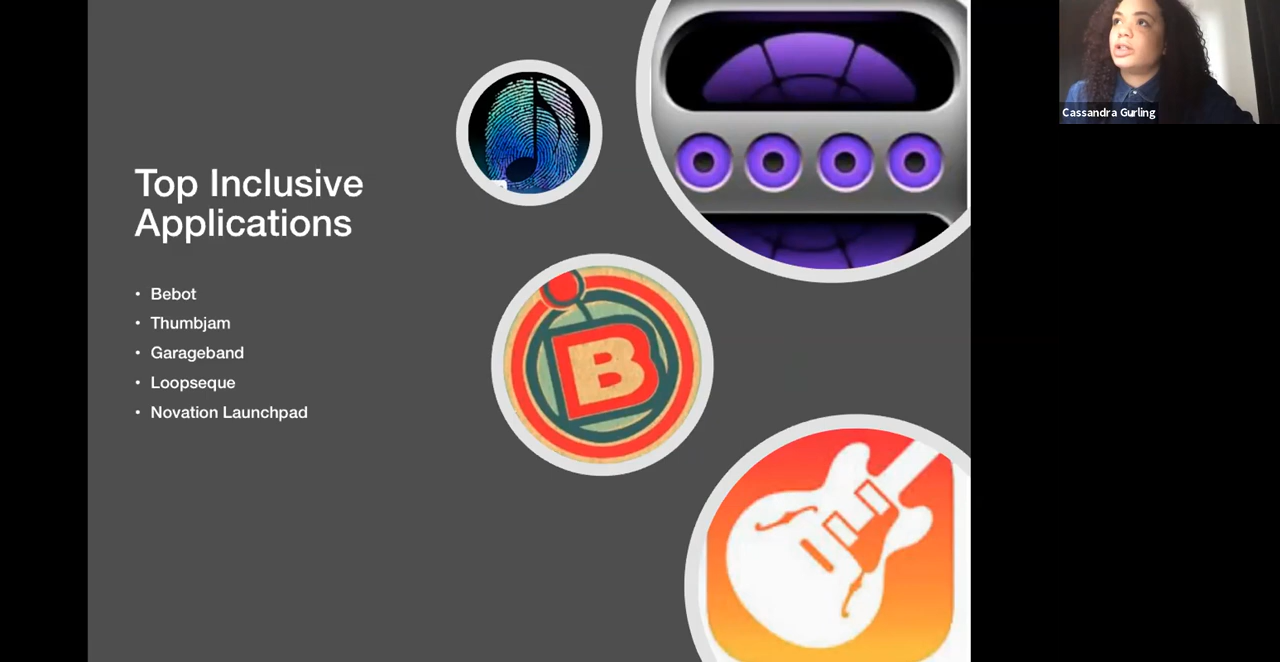 Top Inclusive
Applications
• Bebot
• Thumbjam
• Garageband
• Loopseque
• Novation Launchpad
B
Cassandra Gurling